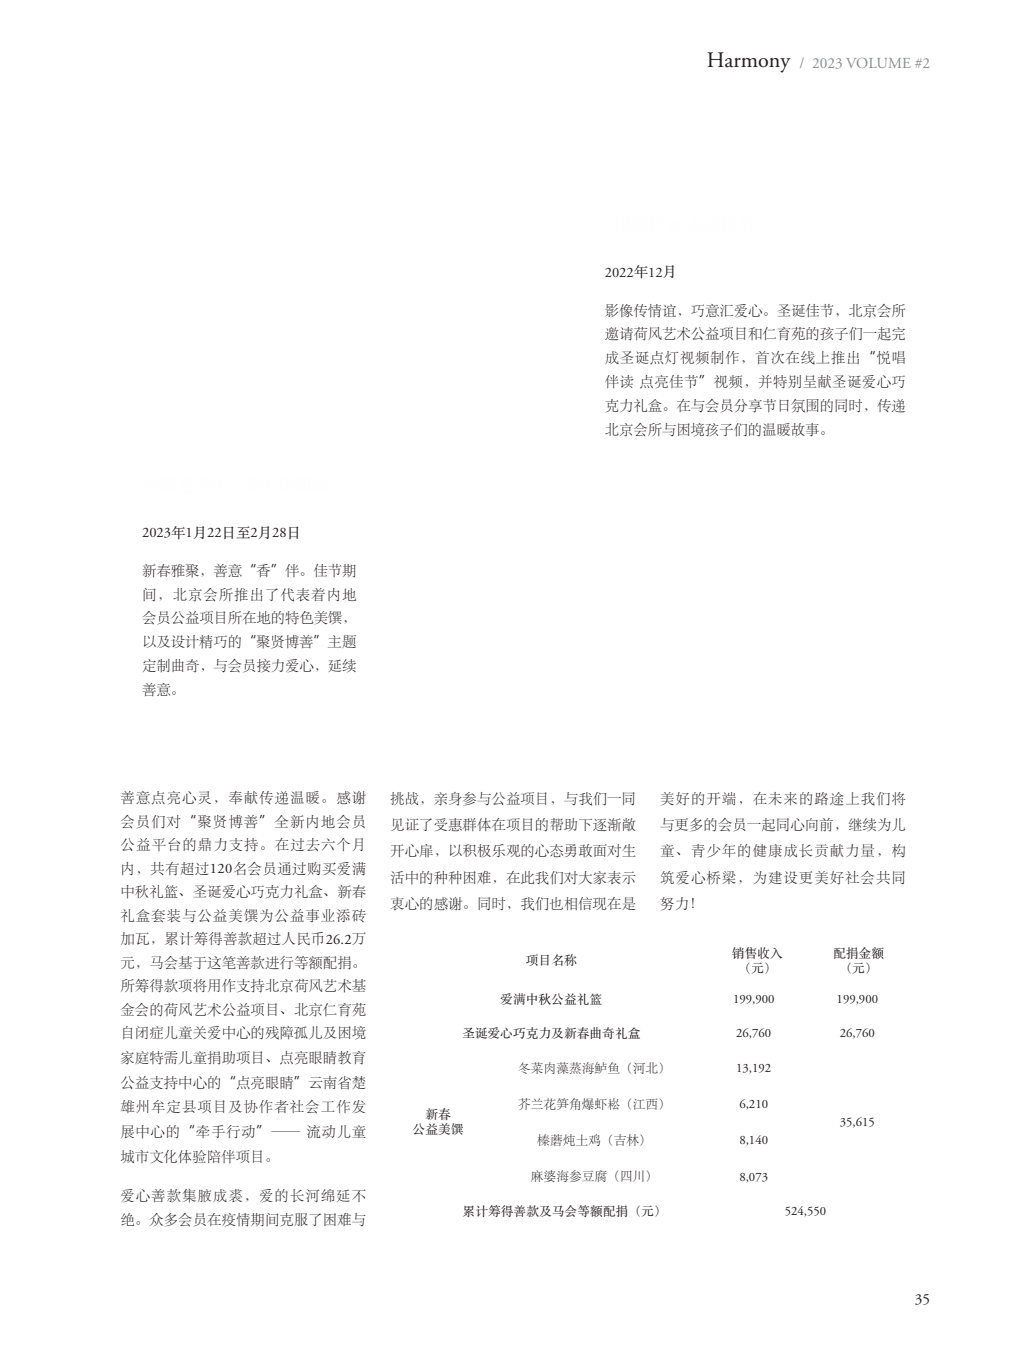 Harmony / 2023 VOLUME #2
2022年12月
影像传情谊，巧意汇爱心。圣诞佳节，北京会所
邀请荷风艺术公益项目和仁育苑的孩子们一起完
成圣诞点灯视频制作，首次在线上推出“悦唱
伴读 点亮佳节”视频，并特别呈献圣诞爱心巧
克力礼盒。在与会员分享节日氛围的同时，传递
北京会所与困境孩子们的温暖故事。
2023年1月22日至2月28日
新春雅聚，善意“香”伴。佳节期
间，北京会所推出了代表着内地
会员公益项目所在地的特色美馔，
以及设计精巧的“聚贤博善”主题
定制曲奇，与会员接力爱心，延续
善意。
善意点亮心灵，奉献传递温暖。感谢
会员们对“聚贤博善”全新内地会员
公益平台的鼎力支持。在过去六个月
内，共有超过120名会员通过购买爱满
中秋礼篮、圣诞爱心巧克力礼盒、新春
礼盒套装与公益美馔为公益事业添砖
加瓦，累计筹得善款超过人民币26.2万
元，马会基于这笔善款进行等额配捐。
所筹得款项将用作支持北京荷风艺术基
金会的荷风艺术公益项目、北京仁育苑
自闭症儿童关爱中心的残障孤儿及困境
家庭特需儿童捐助项目、点亮眼睛教育
公益支持中心的“点亮眼睛”云南省楚
雄州牟定县项目及协作者社会工作发
展中心的“牵手行动”—— 流动儿童
城市文化体验陪伴项目。
爱心善款集腋成裘，爱的长河绵延不
绝。众多会员在疫情期间克服了困难与
挑战，亲身参与公益项目，与我们一同
见证了受惠群体在项目的帮助下逐渐敞
开心扉，以积极乐观的心态勇敢面对生
活中的种种困难，在此我们对大家表示
衷心的感谢。同时，我们也相信现在是
美好的开端，在未来的路途上我们将
与更多的会员一起同心向前，继续为儿
童、青少年的健康成长贡献力量，构
筑爱心桥梁，为建设更美好社会共同
努力！
项目名称 销售收入（元） 配捐金额（元）
爱满中秋公益礼篮 199,900 199,900
圣诞爱心巧克力及新春曲奇礼盒 26,760 26,760
新春
公益美馔
冬菜肉藻蒸海鲈鱼（河北） 13,192
芥兰花笋角爆虾崧（江西） 6,210
榛蘑炖土鸡（吉林） 8,140
麻婆海参豆腐（四川） 8,073
35,615
累计筹得善款及马会等额配捐（元） 524,550
35